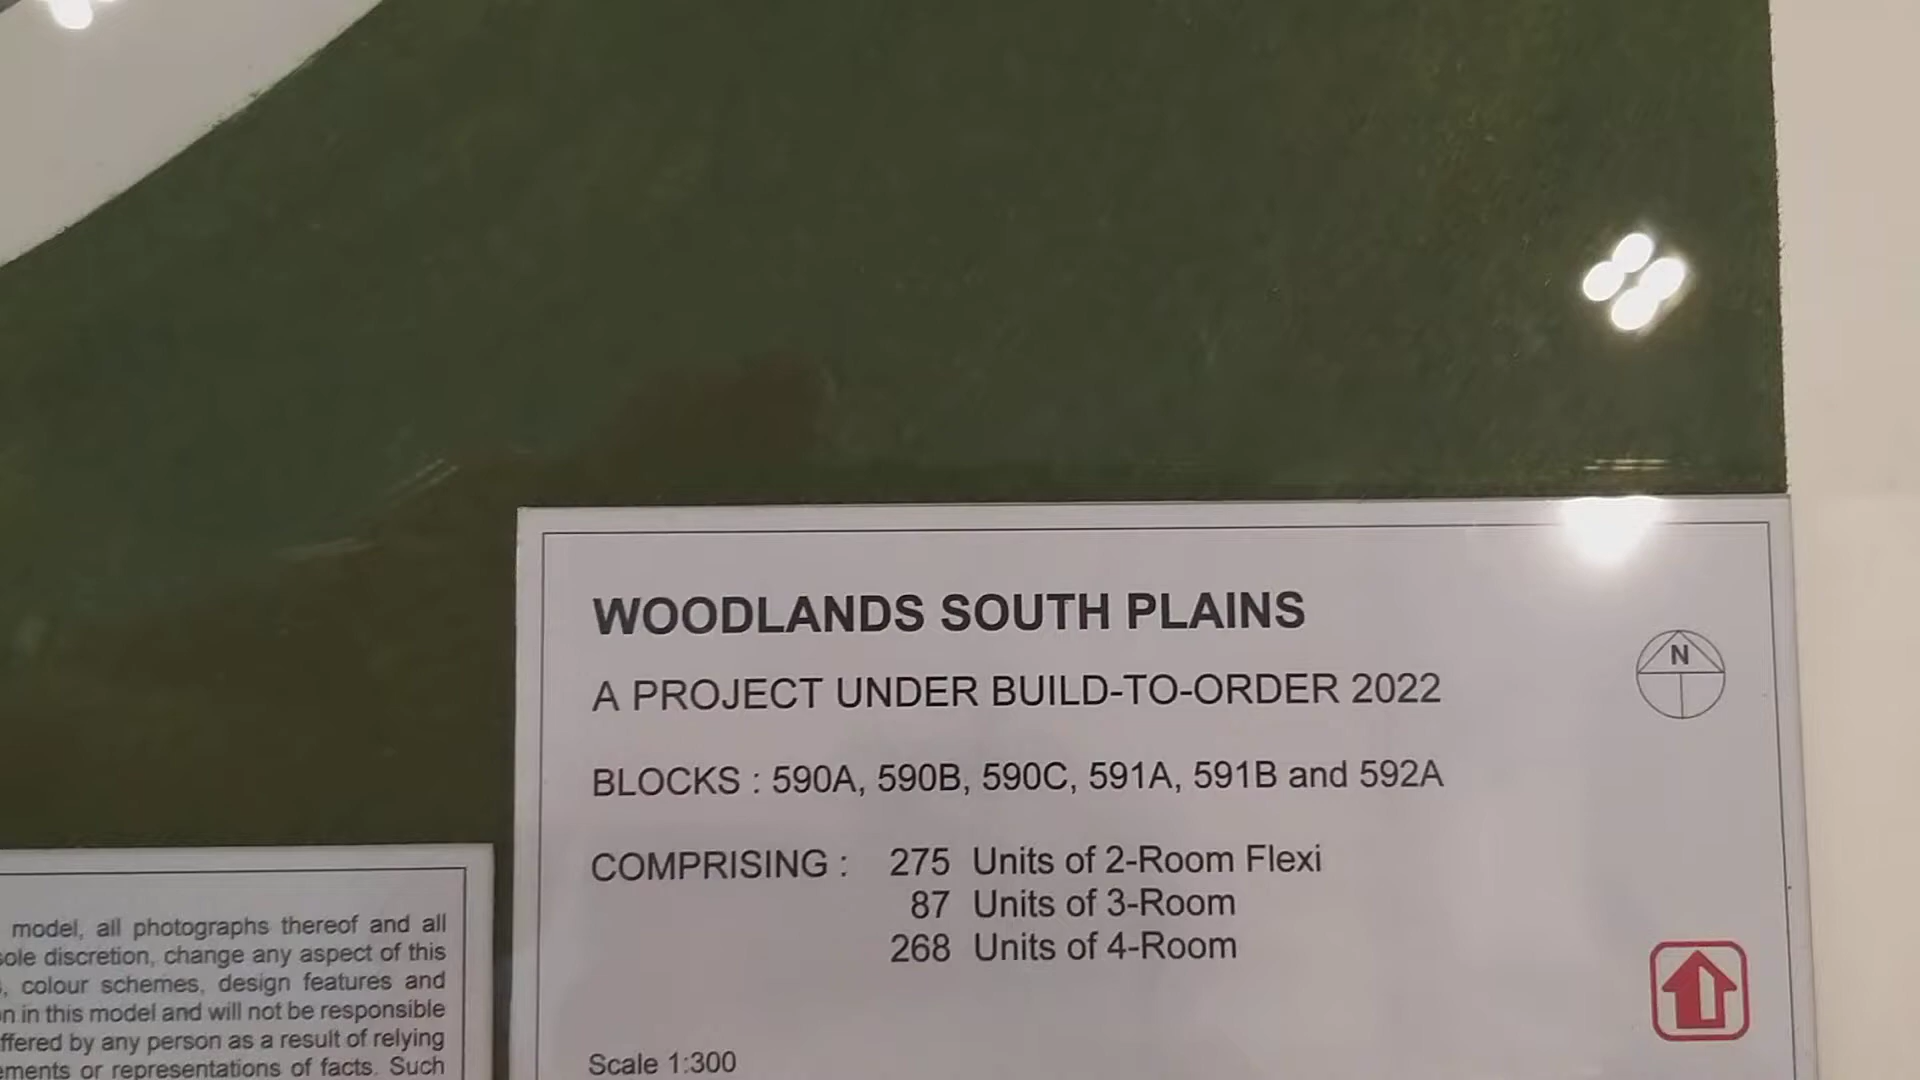 WOODLANDS SOUTH PLAINS
N
A PROJECT UNDER BUILD-TO-ORDER 2022
BLOCKS : 590A, 590B, 590C, 591A, 591B and 592A
COMPRISING : 275 Units of 2-Room Flexi
87 Units of 3-Room
268 Units of 4-Room
Scale 1:300
model, all photographs thereof and all
sole discretion, change any aspect of this
colour schemes, design features and
in this model and will not be responsible
by any person as a result of relying
or representations of facts. Such